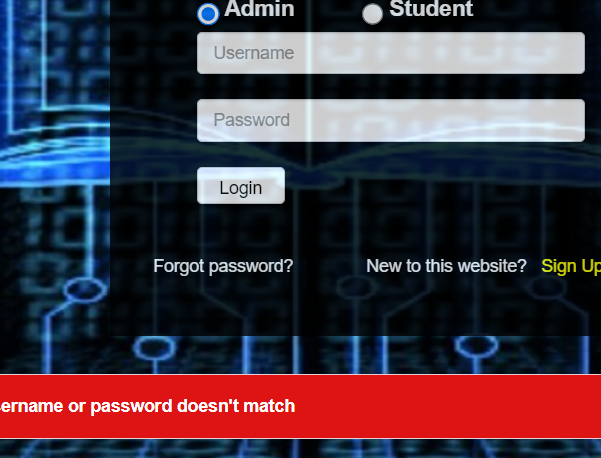 Admin Student
Username
Password
Login
Forgot password? New to this website? Sign Up
ername or password doesn't match